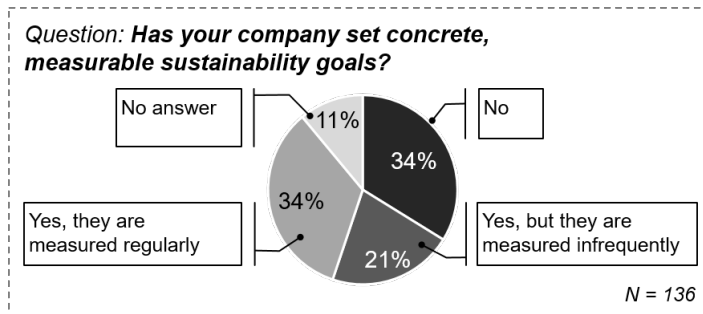 Question: Has your company set concrete,
measurable sustainability goals?
No answer
11%
No
34%
34%
Yes, they are
measured regularly
Yes, but they are
measured infrequently
21%
N = 136